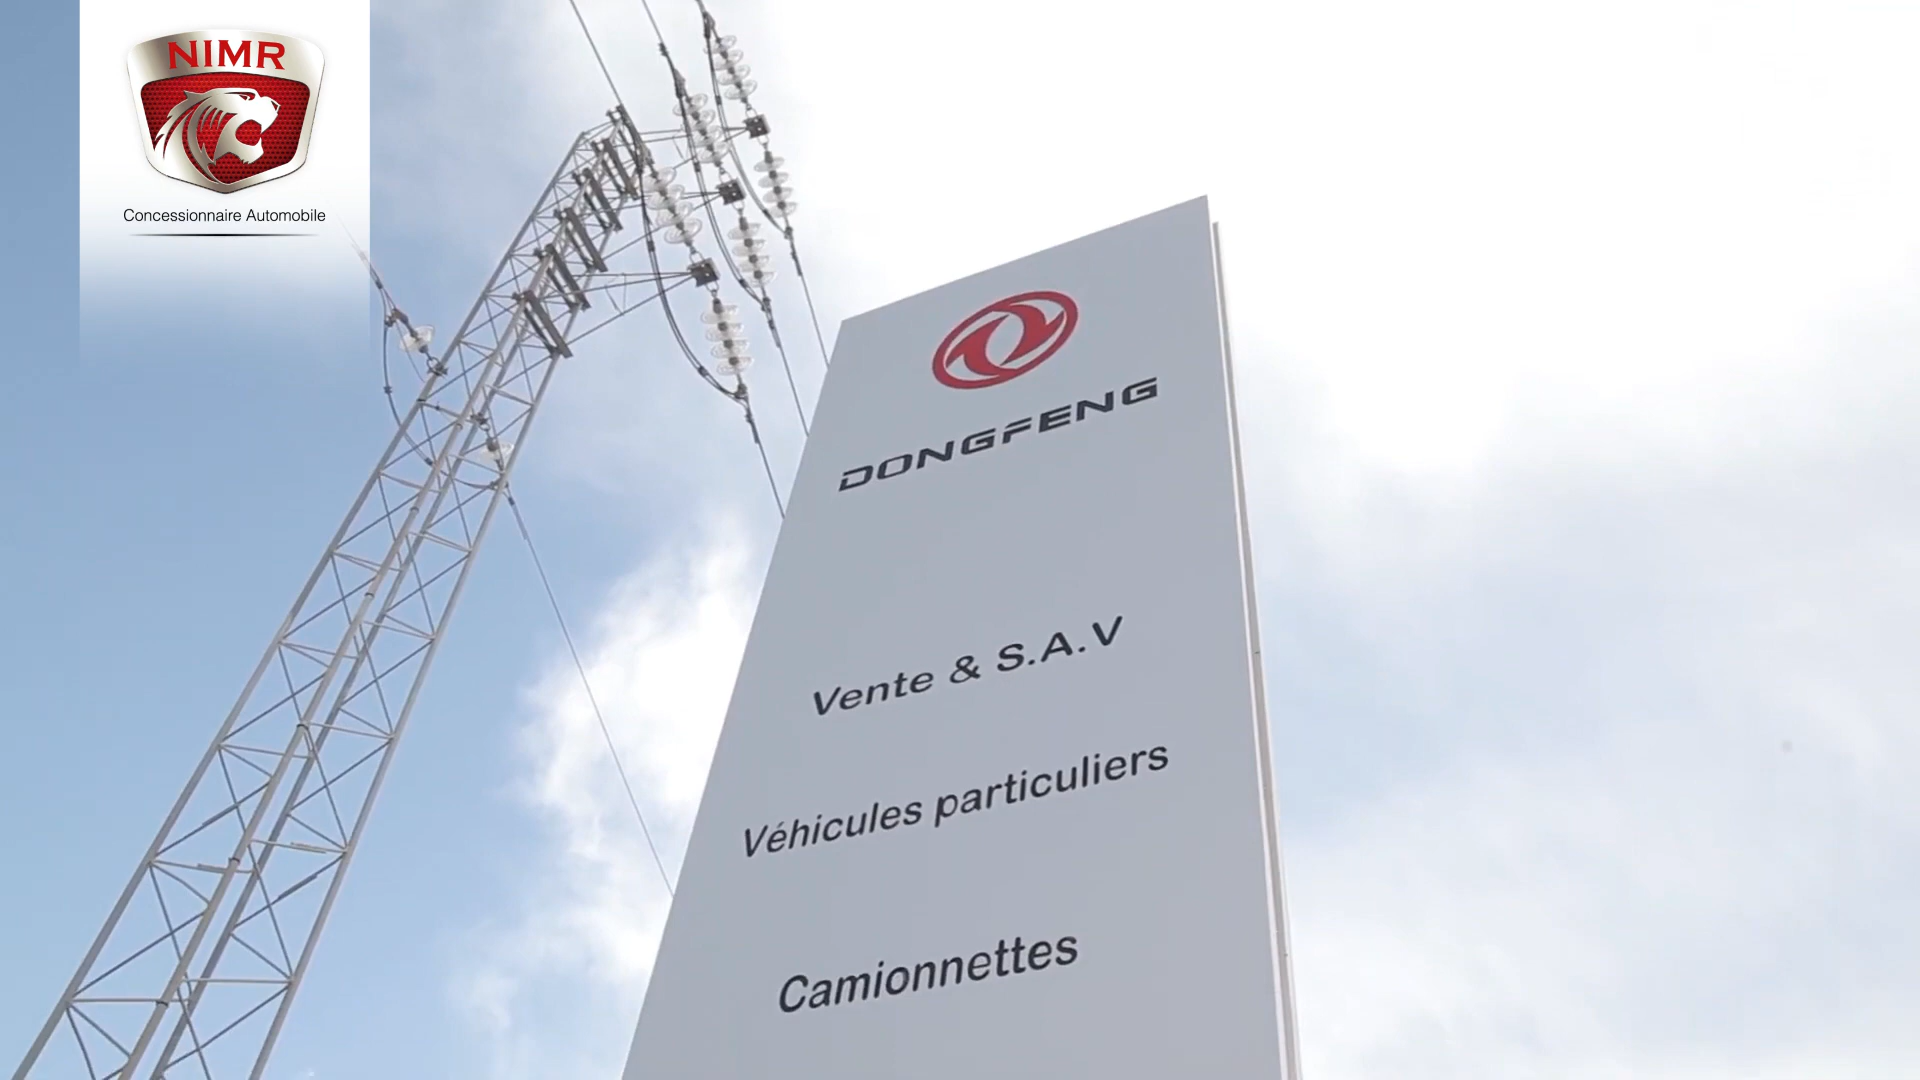 NIMR
Concessionnaire Automobile
DONGFENG
Vente & S.A.V
Véhicules particuliers
Camionnettes